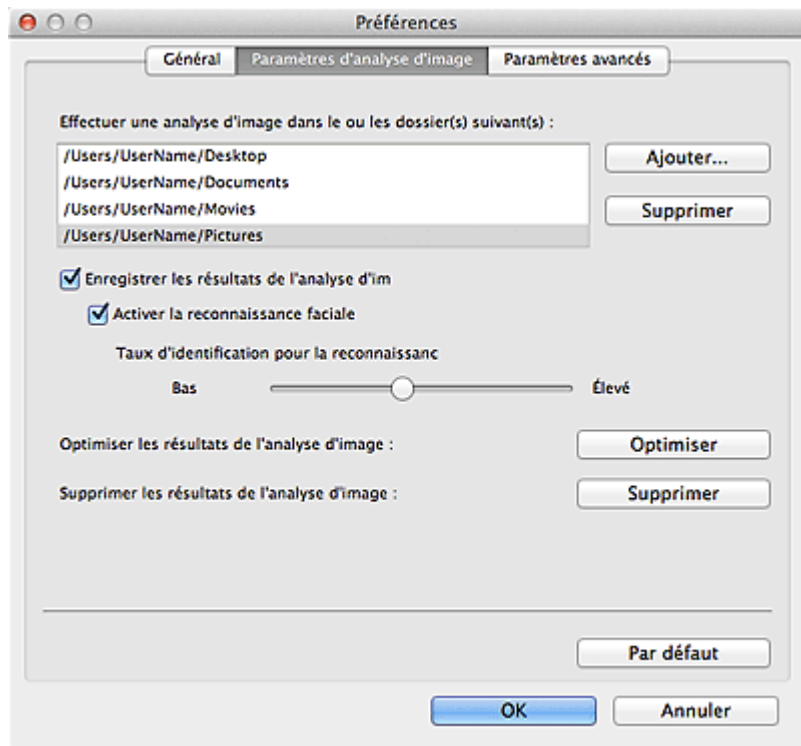 Préférences
Général Paramètres d'analyse d'image Paramètres avancés
Effectuer une analyse d'image dans le ou les dossier(s) suivant(s) :
/Users/UserName/Desktop
Ajouter...
/Users/UserName/Documents
/Users/UserName/Movies
Supprimer
/Users/UserName/Pictures
Enregistrer les résultats de l'analyse d'im
Activer la reconnaissance faciale
Taux d'identification pour la reconnaissanc
Bas Élevé
Optimiser les résultats de l'analyse d'image : Optimiser
Supprimer les résultats de l'analyse d'image : Supprimer
Par défaut
OK Annuler